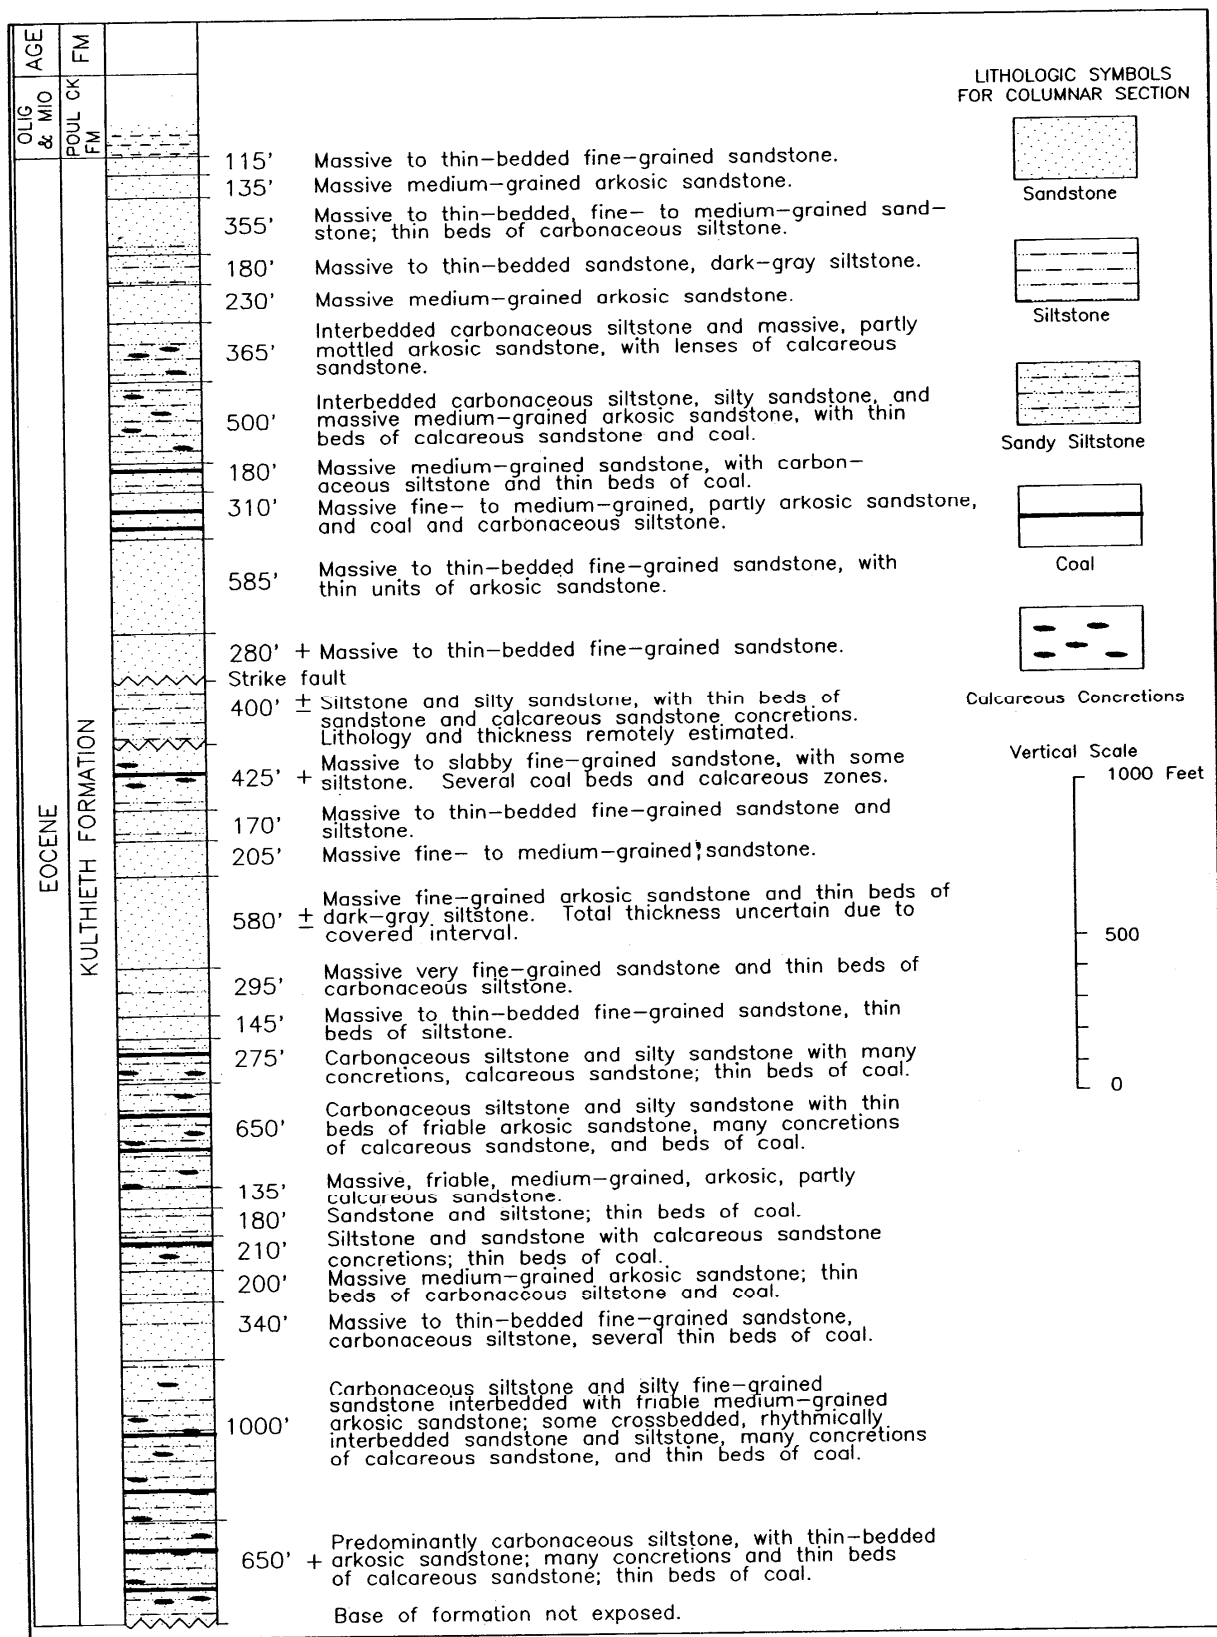 AGE
FM
OLIG
& MIO
POUL CK
FM
EOCENE
KULTHIETH FORMATION
115' Massive to thin-bedded fine-grained sandstone.
135' Massive medium-grained arkosic sandstone.
355' Massive to thin-bedded, fine- to medium-grained sand-
stone; thin beds of carbonaceous siltstone.
180' Massive to thin-bedded sandstone, dark-gray siltstone.
230' Massive medium-grained arkosic sandstone.
365' Interbedded carbonaceous siltstone and massive, partly
mottled arkosic sandstone, with lenses of calcareous
sandstone.
500' Interbedded carbonaceous siltstone, silty sandstone, and
massive medium-grained arkosic sandstone, with thin
beds of calcareous sandstone and coal.
180' Massive medium-grained sandstone, with carbon-
aceous siltstone and thin beds of coal.
310' Massive fine- to medium-grained, partly arkosic sandstone,
and coal and carbonaceous siltstone.
585' Massive to thin-bedded fine-grained sandstone, with
thin units of arkosic sandstone.
280' + Massive to thin-bedded fine-grained sandstone.
Strike fault
400' ± Siltstone and silty sandstone, with thin beds of
sandstone and calcareous sandstone concretions.
Lithology and thickness remotely estimated.
425' + Massive to slabby fine-grained sandstone, with some
siltstone. Several coal beds and calcareous zones.
170' Massive to thin-bedded fine-grained sandstone and
siltstone.
205' Massive fine- to medium-grained; sandstone.
580' ± Massive fine-grained arkosic sandstone and thin beds of
dark-gray siltstone. Total thickness uncertain due to
covered interval.
295' Massive very fine-grained sandstone and thin beds of
carbonaceous siltstone.
145' Massive to thin-bedded fine-grained sandstone, thin
beds of siltstone.
275' Carbonaceous siltstone and silty sandstone with many
concretions, calcareous sandstone; thin beds of coal.
650' Carbonaceous siltstone and silty sandstone with thin
beds of friable arkosic sandstone, many concretions
of calcareous sandstone, and beds of coal.
135' Massive, friable, medium-grained, arkosic, partly
calcareous sandstone.
180' Sandstone and siltstone; thin beds of coal.
210' Siltstone and sandstone with calcareous sandstone
concretions; thin beds of coal.
200' Massive medium-grained arkosic sandstone; thin
beds of carbonaceous siltstone and coal.
340' Massive to thin-bedded fine-grained sandstone,
carbonaceous siltstone, several thin beds of coal.
1000' Carbonaceous siltstone and silty fine-grained
sandstone interbedded with friable medium-grained
arkosic sandstone; some crossbedded, rhythmically
interbedded sandstone and siltstone, many concretions
of calcareous sandstone, and thin beds of coal.
650' + Predominantly carbonaceous siltstone, with thin-bedded
arkosic sandstone; many concretions and thin beds
of calcareous sandstone; thin beds of coal.
Base of formation not exposed.
LITHOLOGIC SYMBOLS
FOR COLUMNAR SECTION
Sandstone
Siltstone
Sandy Siltstone
Coal
Calcareous Concretions
Vertical Scale
1000 Feet
500
0